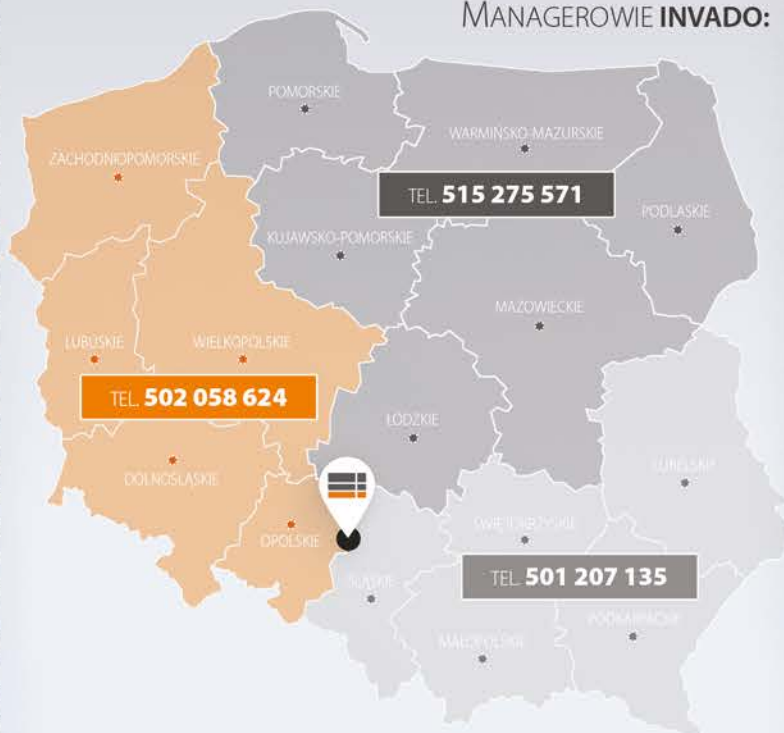 MANAGEROWIE INVADO:
POMORSKIE
WARMIŃSKO-MAZURSKIE
ZACHODNIOPOMORSKIE
TEL. 515 275 571
PODLASKIE
KUJAWSKO-POMORSKIE
MAZOWIECKIE
LUBUSKIE
WIELKOPOLSKIE
TEL. 502 058 624
ŁÓDZKIE
DOLNOŚLĄSKIE
LUBELSKIE
OPOLSKIE
ŚWIĘTOKRZYSKIE
TEL. 501 207 135
ŚLĄSKIE
MAŁOPOLSKIE
PODKARPACKIE